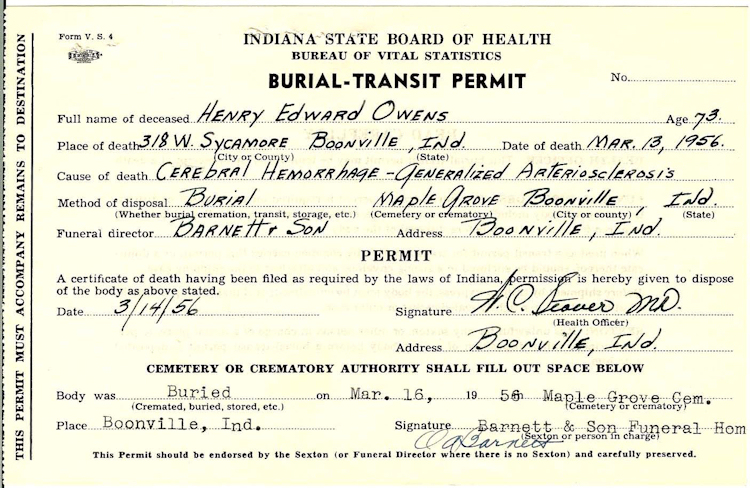 Form V. S. 4
INDIANA STATE BOARD OF HEALTH
BUREAU OF VITAL STATISTICS
BURIAL-TRANSIT PERMIT
No.
Full name of deceased HENRY EDWARD OWENS Age 73.
Place of death 318 W. SYCAMORE BOONVILLE, IND. Date of death MAR. 13, 1956.
(City or County) (State)
Cause of death CEREBRAL HEMORRHAGE - GENERALIZED ARTERIOSCLEROSIS
Method of disposal BURIAL MAPLE GROVE BOONVILLE, IND.
(Whether burial, cremation, transit, storage, etc.) (Cemetery or crematory) (City or county) (State)
Funeral director BARNETT & SON Address BOONVILLE, IND.
PERMIT
A certificate of death having been filed as required by the laws of Indiana, permission is hereby given to dispose
of the body as above stated.
Date 3/14/56 Signature H. C. MD.
(Health Officer)
Address BOONVILLE, IND.
CEMETERY OR CREMATORY AUTHORITY SHALL FILL OUT SPACE BELOW
Body was Buried on Mar. 16, 19 56 Maple Grove Cem.
(Cremated, buried, stored, etc.) (Cemetery or crematory)
Place Boonville, Ind. Signature Barnett & Son Funeral Hom
(Sexton or person in charge)
Barnett
This Permit should be endorsed by the Sexton (or Funeral Director where there is no Sexton) and carefully preserved.
THIS PERMIT MUST ACCOMPANY REMAINS TO DESTINATION